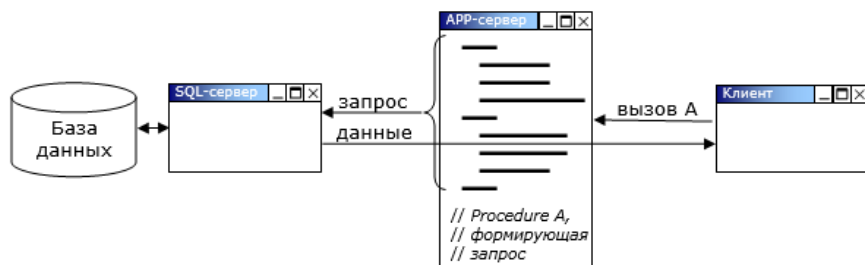 APP-сервер
SQL-сервер
Клиент
База
данных
запрос
данные
вызов А
// Procedure A,
// формирующая
// запрос